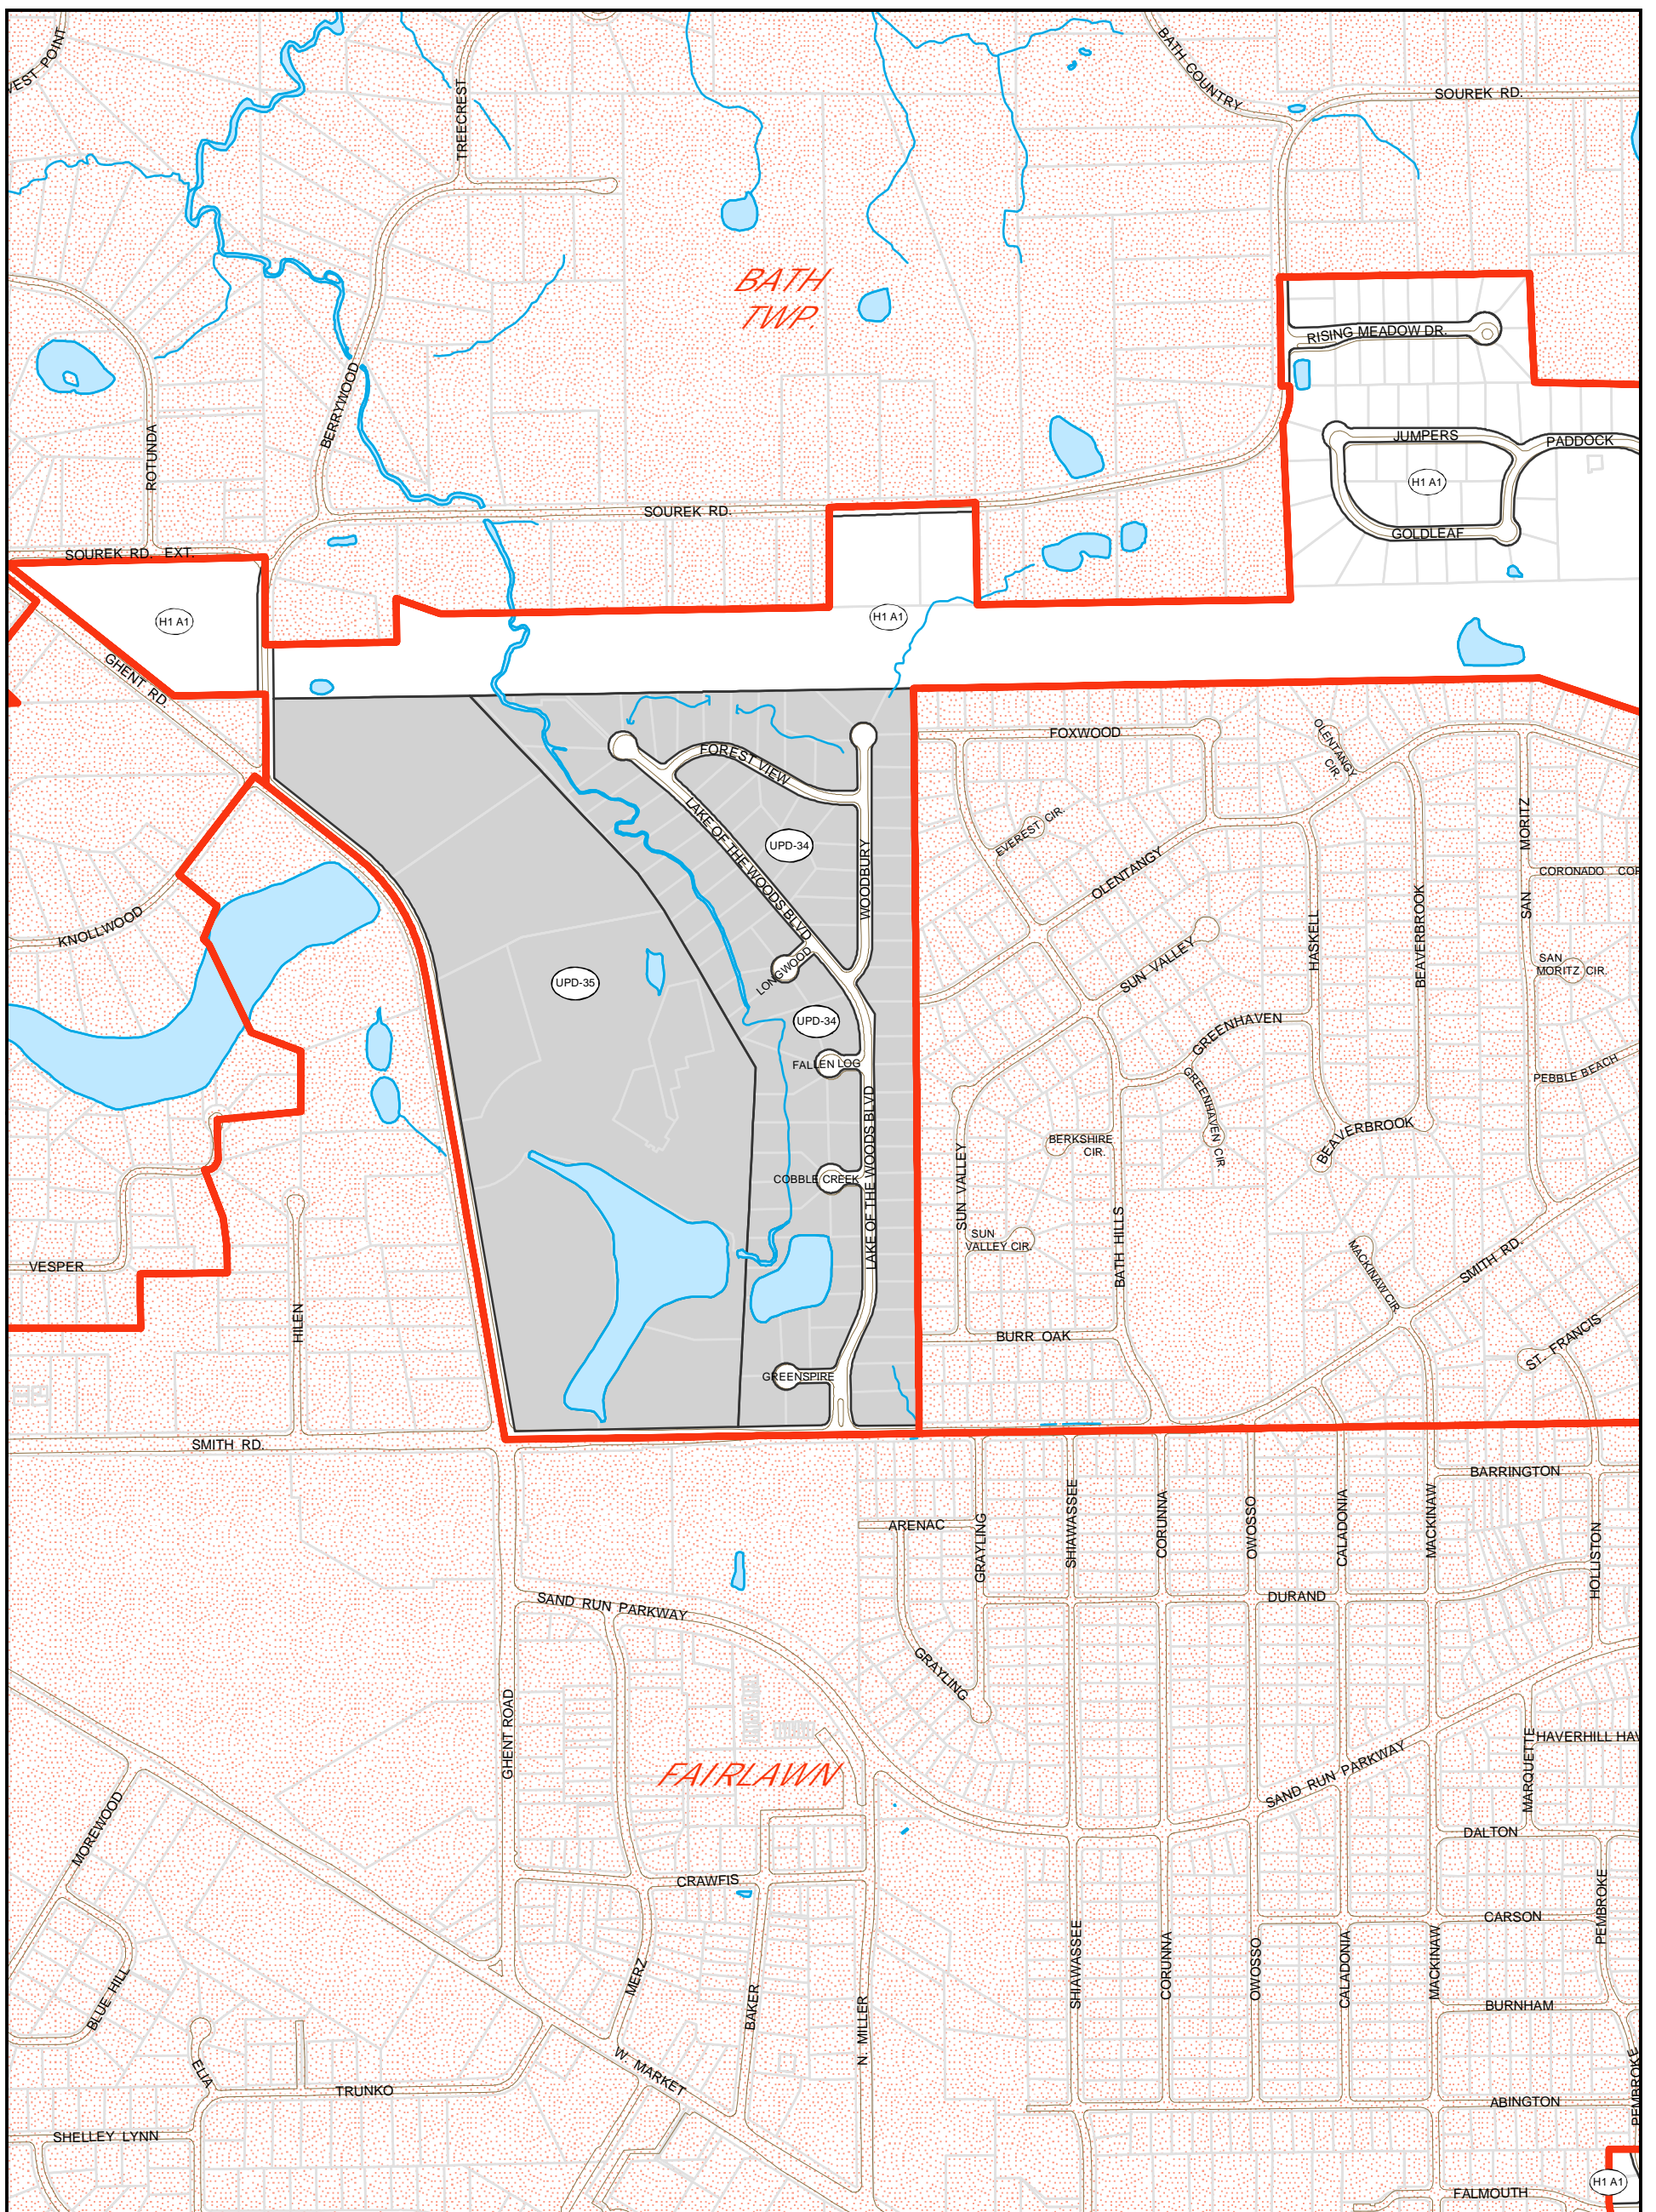 WEST POINT
TREECREST
BATH COUNTRY
SOUREK RD.
BATH
TWP.
RISING MEADOW DR.
BERRYWOOD
ROTUNDA
JUMPERS
PADDOCK
H1 A1
GOLDLEAF
SOUREK RD.
SOUREK RD. EXT.
H1 A1
H1 A1
GHENT RD.
FOREST VIEW
FOXWOOD
OLENTANGY
CIR.
LAKE OF THE WOODS BLVD
UPD-34
WOODBURY
EVEREST CIR.
OLENTANGY
SAN MORITZ
CORONADO
KNOLLWOOD
HASKELL
BEAVERBROOK
SUN VALLEY
LONGWOOD
UPD-35
SAN
MORITZ CIR.
UPD-34
GREENHAVEN
FALLEN LOG
PEBBLE BEACH
GREENHAVEN CIR.
LAKE OF THE WOODS BLVD
BERKSHIRE
CIR.
BEAVERBROOK
COBBLE CREEK
SUN VALLEY
SUN
VALLEY CIR.
BATH HILLS
MACKINAW CIR.
SMITH RD.
VESPER
HILEN
BURR OAK
ST. FRANCIS
GREENSPIRE
SMITH RD.
BARRINGTON
ARENAC
GRAYLING
SHIAWASSEE
CORUNNA
OWOSSO
CALADONIA
MACKINAW
HOLLISTON
DURAND
SAND RUN PARKWAY
GRAYLING
GHENT ROAD
FAIRLAWN
SAND RUN PARKWAY
MARQUETTE
HAVERHILL
MOREWOOD
DALTON
CRAWFIS
PEMBROKE
CARSON
SHIAWASSEE
CORUNNA
OWOSSO
CALADONIA
MACKINAW
BLUE HILL
MERZ
BAKER
N. MILLER
BURNHAM
ELIA
W. MARKET
TRUNKO
PEMBROKE
ABINGTON
SHELLEY LYNN
H1 A1
FALMOUTH